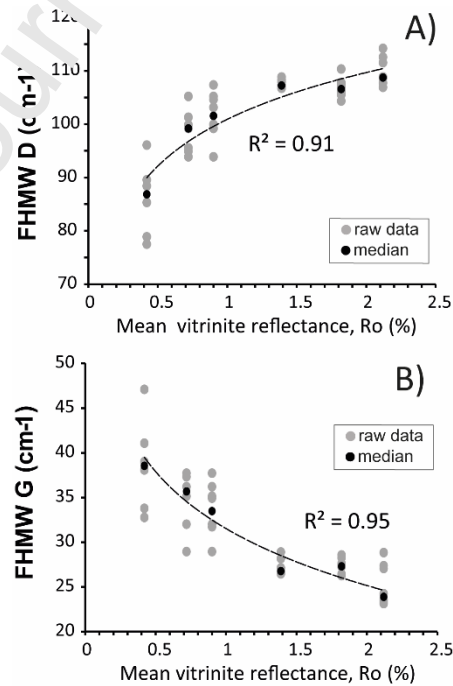 A)
120
110
100
90
80
70
FHMW D (cm-1)
R² = 0.91
raw data
median
0 0.5 1 1.5 2 2.5
Mean vitrinite reflectance, Ro (%)
B)
50
45
40
35
30
25
20
FHMW G (cm-1)
raw data
median
R² = 0.95
0 0.5 1 1.5 2 2.5
Mean vitrinite reflectance, Ro (%)